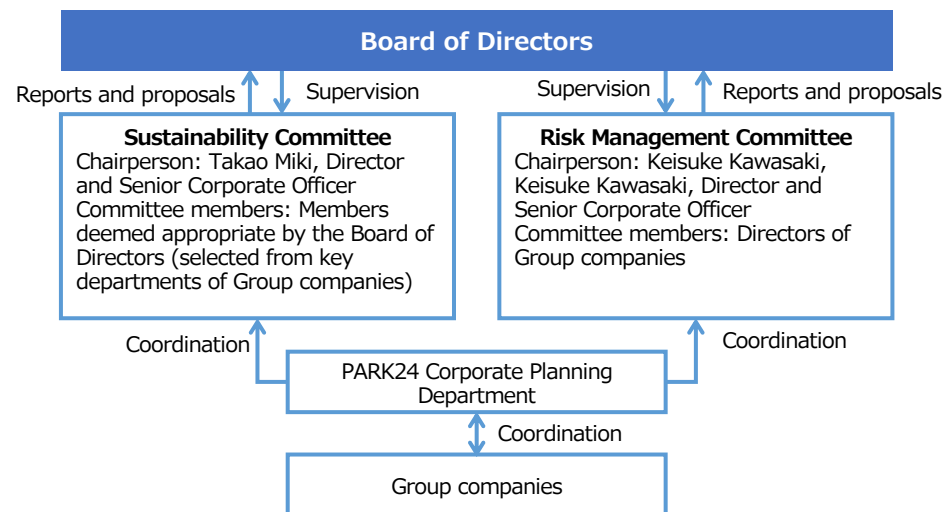 Board of Directors
Reports and proposals
Supervision
Supervision
Reports and proposals
Sustainability Committee
Chairperson: Takao Miki, Director
and Senior Corporate Officer
Committee members: Members
deemed appropriate by the Board of
Directors (selected from key
departments of Group companies)
Risk Management Committee
Chairperson: Keisuke Kawasaki,
Keisuke Kawasaki, Director and
Senior Corporate Officer
Committee members: Directors of
Group companies
Coordination
Coordination
PARK24 Corporate Planning
Department
Coordination
Group companies